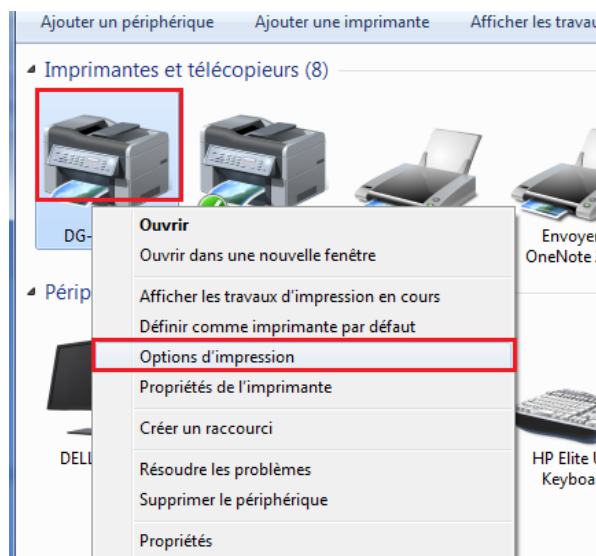 Ajouter un périphérique Ajouter une imprimante Afficher les travau
Imprimantes et télécopieurs (8)
DG-
Envoyer
OneNote
Ouvrir
Ouvrir dans une nouvelle fenêtre
Périp
Afficher les travaux d'impression en cours
Définir comme imprimante par défaut
Options d'impression
Propriétés de l'imprimante
Créer un raccourci
DELL
HP Elite U
Keyboa
Résoudre les problèmes
Supprimer le périphérique
Propriétés